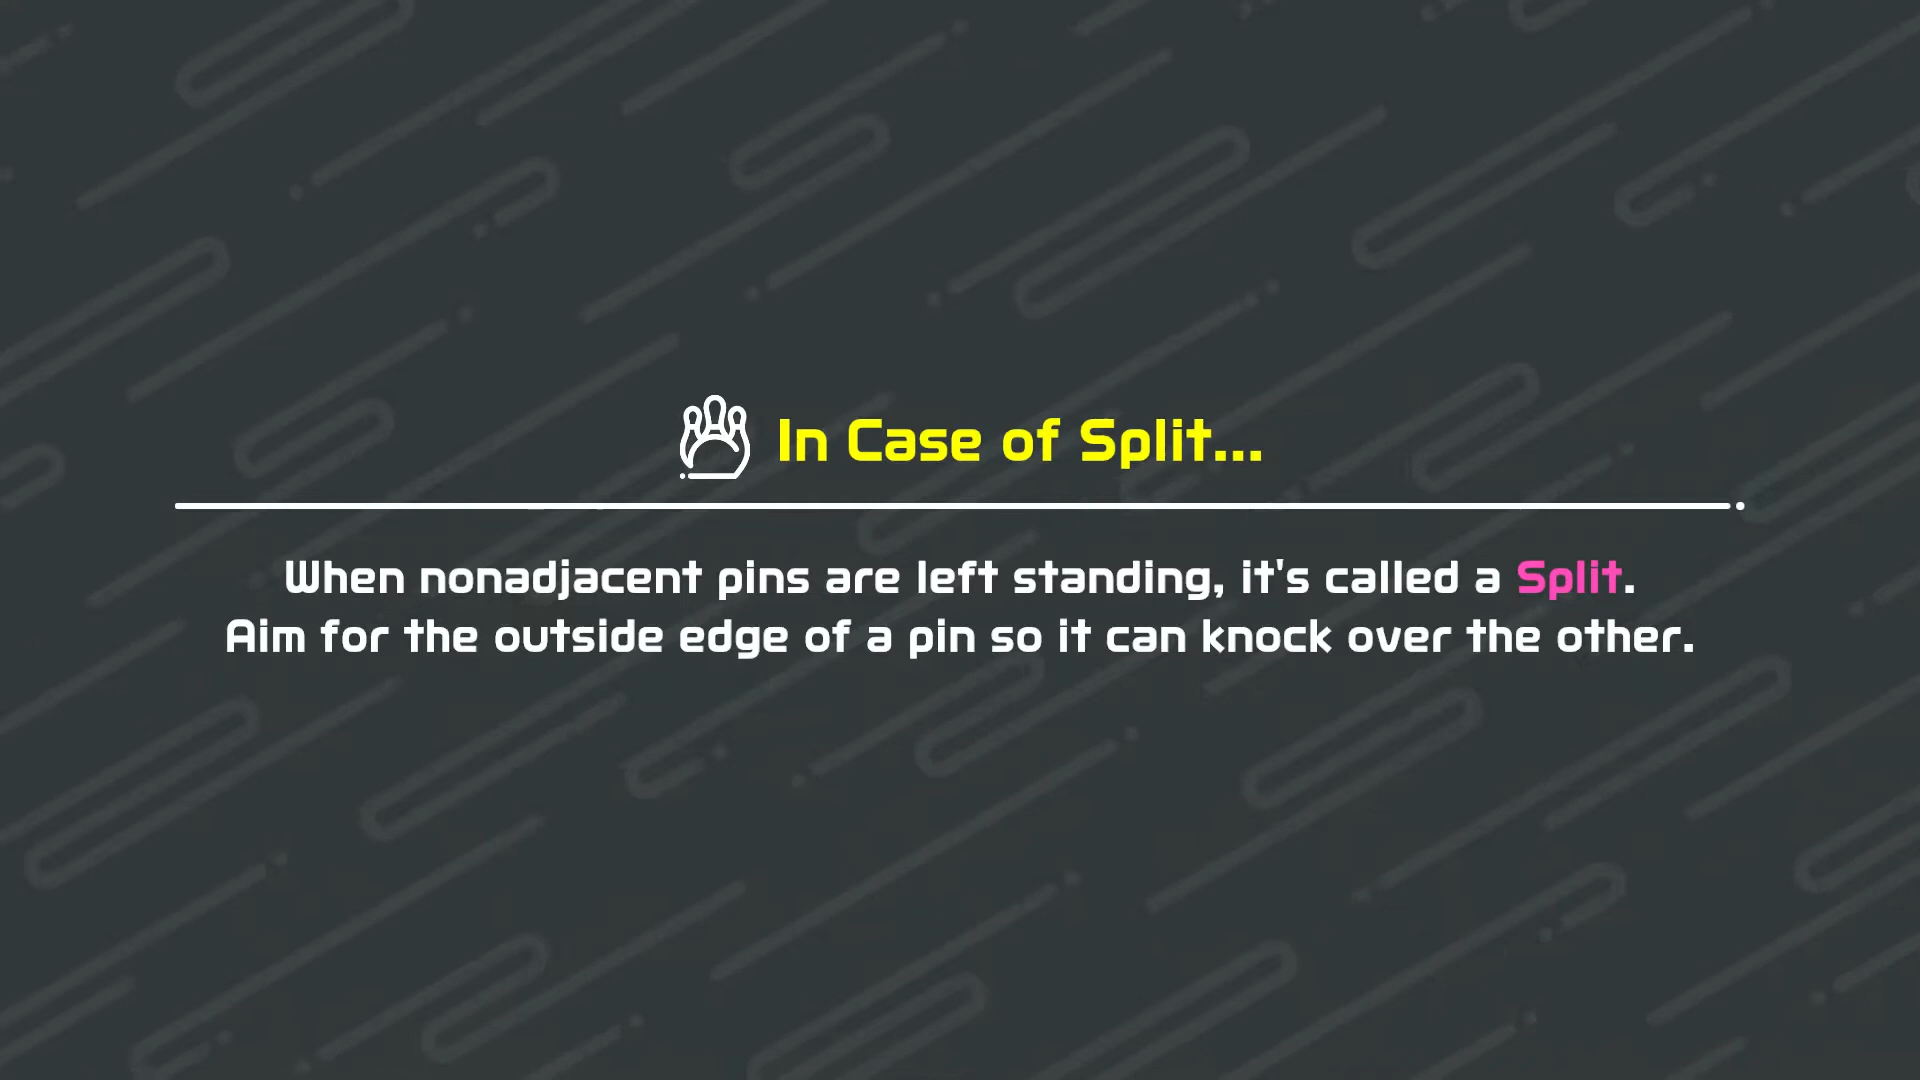 In Case of Split...
When nonadjacent pins are left standing, it's called a Split.
Aim for the outside edge of a pin so it can knock over the other.